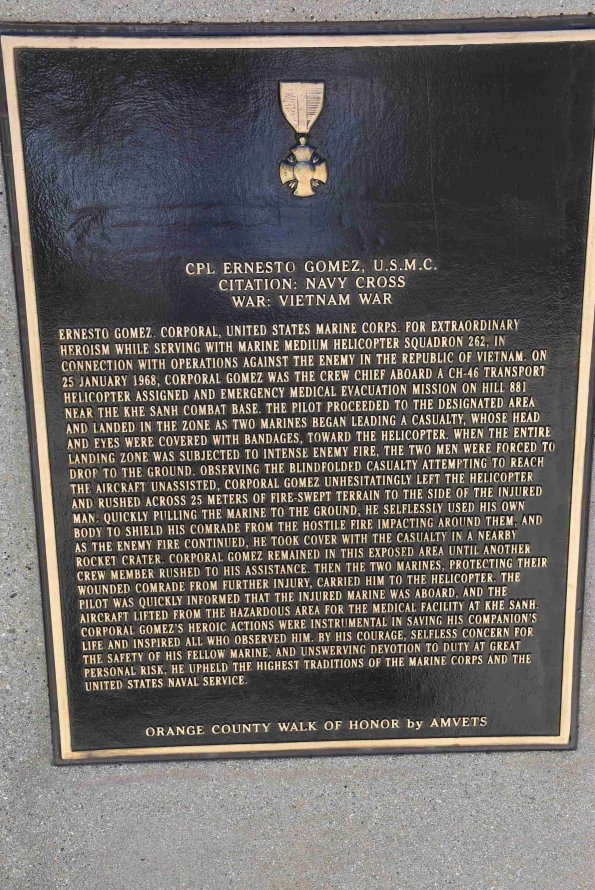 CPL ERNESTO GOMEZ, U.S.M.C.
CITATION: NAVY CROSS
WAR: VIETNAM WAR
ERNESTO GOMEZ. CORPORAL, UNITED STATES MARINE CORPS. FOR EXTRAORDINARY
HEROISM WHILE SERVING WITH MARINE MEDIUM HELICOPTER SQUADRON 262, IN
CONNECTION WITH OPERATIONS AGAINST THE ENEMY IN THE REPUBLIC OF VIETNAM. ON
25 JANUARY 1968, CORPORAL GOMEZ WAS THE CREW CHIEF ABOARD A CH-46 TRANSPORT
HELICOPTER ASSIGNED AND EMERGENCY MEDICAL EVACUATION MISSION ON HILL 881
NEAR THE KHE SANH COMBAT BASE. THE PILOT PROCEEDED TO THE DESIGNATED AREA
AND LANDED IN THE ZONE AS TWO MARINES BEGAN LEADING A CASUALTY, WHOSE HEAD
AND EYES WERE COVERED WITH BANDAGES, TOWARD THE HELICOPTER. WHEN THE ENTIRE
LANDING ZONE WAS SUBJECTED TO INTENSE ENEMY FIRE, THE TWO MEN WERE FORCED TO
DROP TO THE GROUND. OBSERVING THE BLINDFOLDED CASUALTY ATTEMPTING TO REACH
THE AIRCRAFT UNASSISTED, CORPORAL GOMEZ UNHESITATINGLY LEFT THE HELICOPTER
AND RUSHED ACROSS 25 METERS OF FIRE-SWEPT TERRAIN TO THE SIDE OF THE INJURED
MAN. QUICKLY PULLING THE MARINE TO THE GROUND, HE SELFLESSLY USED HIS OWN
BODY TO SHIELD HIS COMRADE FROM THE HOSTILE FIRE IMPACTING AROUND THEM, AND
AS THE ENEMY FIRE CONTINUED, HE TOOK COVER WITH THE CASUALTY IN A NEARBY
ROCKET CRATER. CORPORAL GOMEZ REMAINED IN THIS EXPOSED AREA UNTIL ANOTHER
CREW MEMBER RUSHED TO HIS ASSISTANCE. THEN THE TWO MARINES, PROTECTING THEIR
WOUNDED COMRADE FROM FURTHER INJURY, CARRIED HIM TO THE HELICOPTER. THE
PILOT WAS QUICKLY INFORMED THAT THE INJURED MARINE WAS ABOARD, AND THE
AIRCRAFT LIFTED FROM THE HAZARDOUS AREA FOR THE MEDICAL FACILITY AT KHE SANH.
CORPORAL GOMEZ'S HEROIC ACTIONS WERE INSTRUMENTAL IN SAVING HIS COMPANION'S
LIFE AND INSPIRED ALL WHO OBSERVED HIM. BY HIS COURAGE, SELFLESS CONCERN FOR
THE SAFETY OF HIS FELLOW MARINE, AND UNSWERVING DEVOTION TO DUTY AT GREAT
PERSONAL RISK, HE UPHELD THE HIGHEST TRADITIONS OF THE MARINE CORPS AND THE
UNITED STATES NAVAL SERVICE.
ORANGE COUNTY WALK OF HONOR by AMVETS